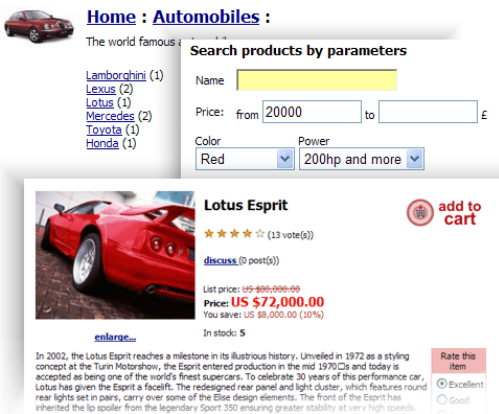 Home : Automobiles :
The world famous
Search products by parameters
Lamborghini (1)
Lexus (2)
Lotus (1)
Mercedes (2)
Toyota (1)
Honda (1)
Name
Price: from 20000 to £
Color Power
Red 200hp and more
Lotus Esprit
add to
cart
(13 vote(s))
discuss (0 post(s))
List price: US $80,000.00
Price: US $72,000.00
You save: US $8,000.00 (10%)
In stock: 5
enlarge...
In 2002, the Lotus Esprit reaches a milestone in its illustrious history. Unveiled in 1972 as a styling
concept at the Turin Motorshow, the Esprit entered production in the mid 1970□s and today is
accepted as being one of the world's finest supercars. To celebrate 30 years of this performance car,
Lotus has given the Esprit a facelift. The redesigned rear panel and light cluster, which features round
rear lights set in pairs, carry over some of the Elise design elements. The front of the Esprit has
inherited the lip spoiler from the legendary Sport 350 ensuring greater stability at very high speeds.
Rate this
item
Excellent
Good